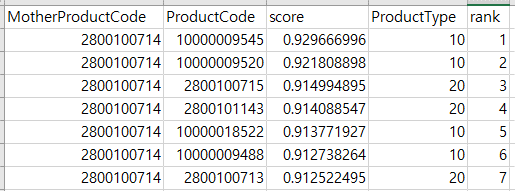 MotherProductCode ProductCode score ProductType rank
2800100714 10000009545 0.929666996 10 1
2800100714 10000009520 0.921808898 10 2
2800100714 2800100715 0.914994895 20 3
2800100714 2800101143 0.914088547 20 4
2800100714 10000018522 0.913771927 10 5
2800100714 10000009488 0.912738264 10 6
2800100714 2800100713 0.912522495 20 7